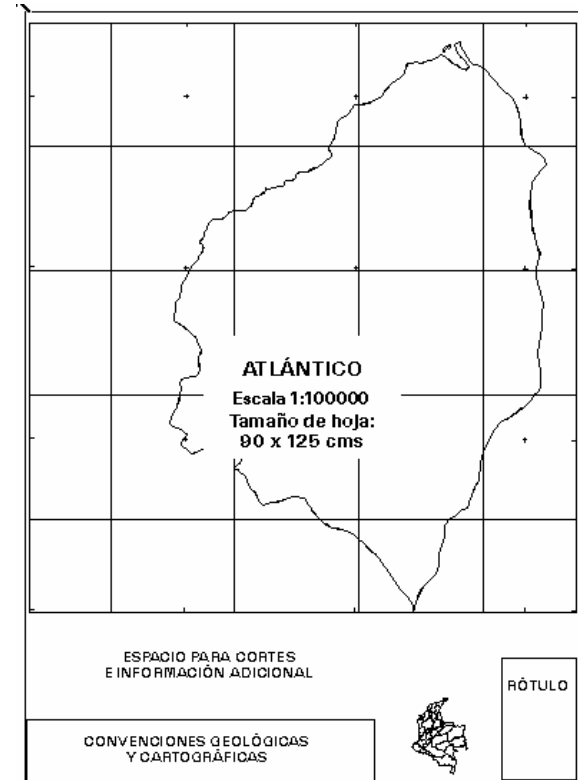 ATLÁNTICO
Escala 1:100000
Tamaño de hoja:
90 x 125 cms
ESPACIO PARA CORTES
E INFORMACIÓN ADICIONAL
RÓTULO
CONVENCIONES GEOLÓGICAS
Y CARTOGRÁFICAS